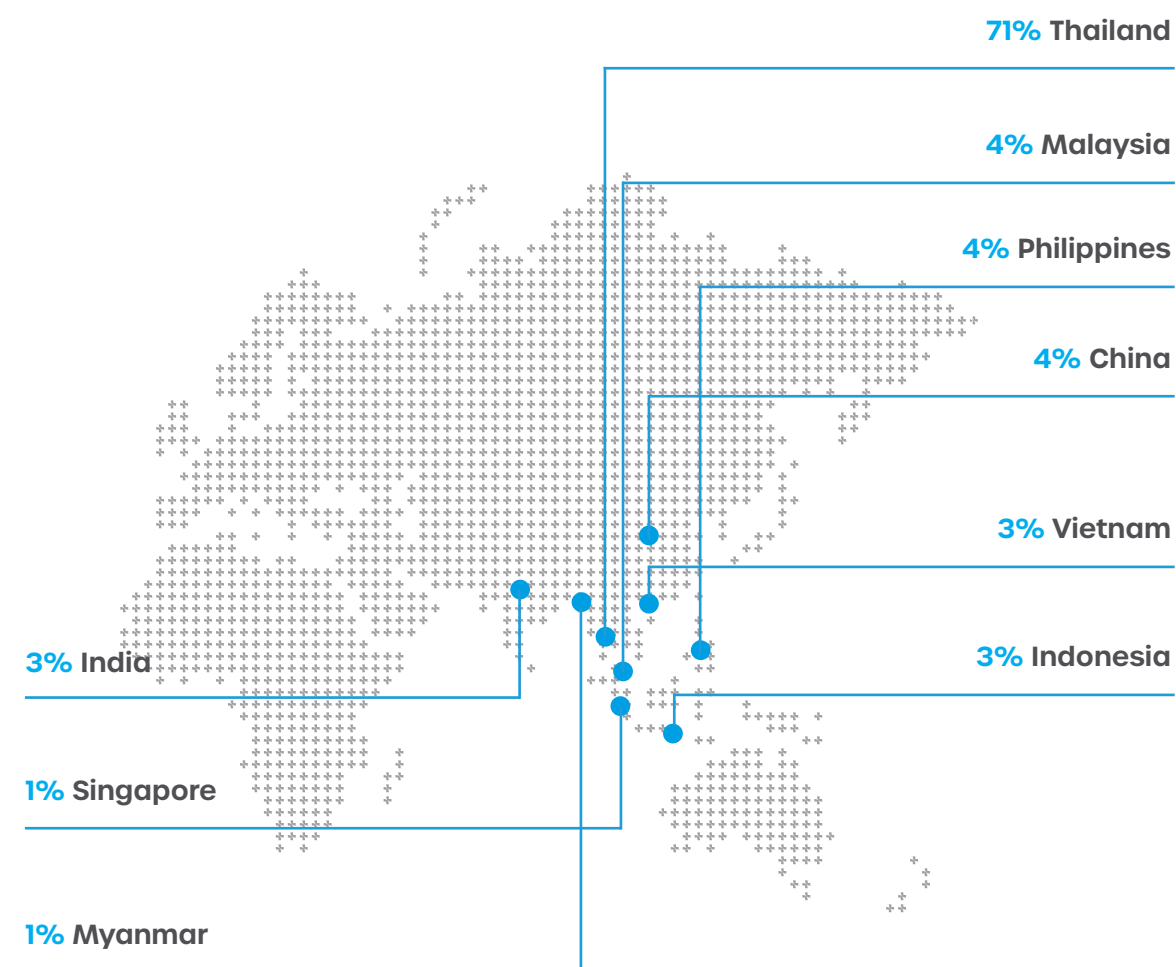 71% Thailand
4% Malaysia
4% Philippines
4% China
3% Vietnam
3% Indonesia
3% India
1% Singapore
1% Myanmar